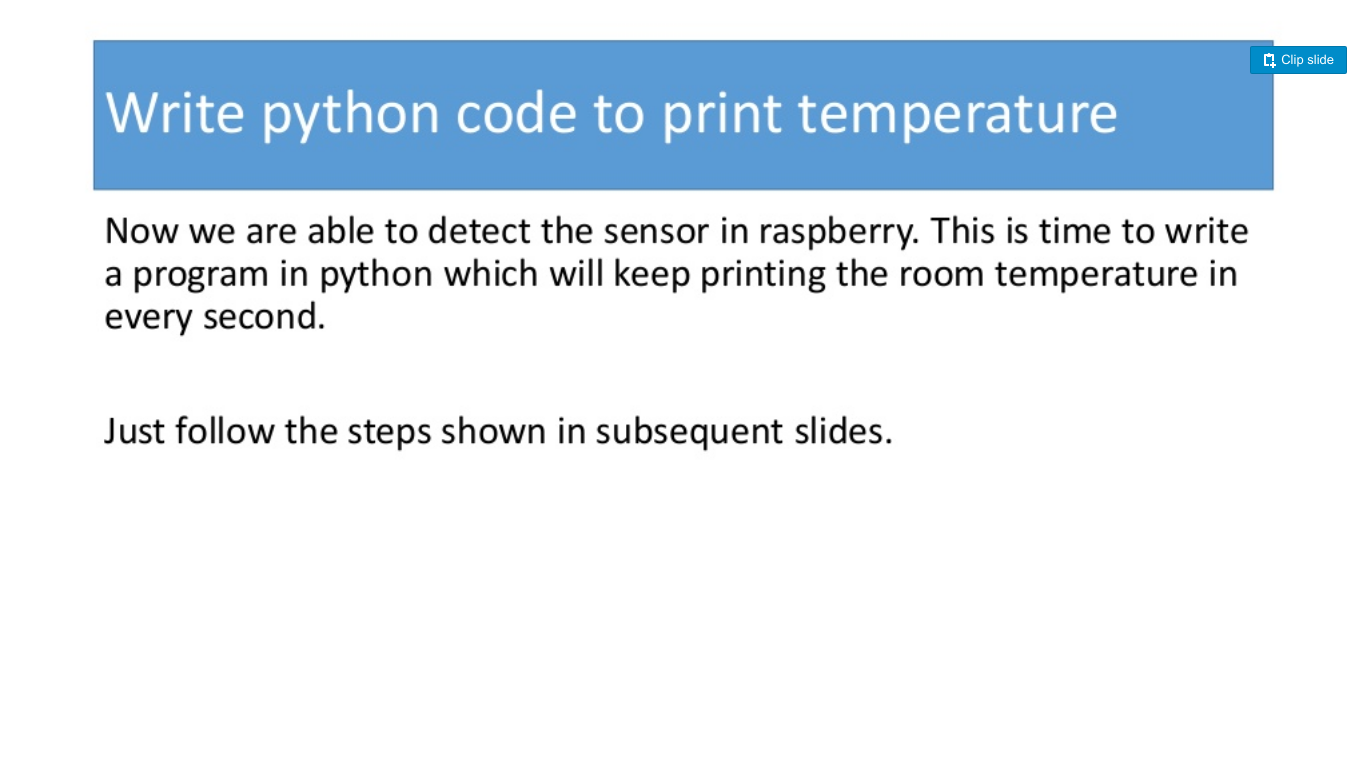 Clip slide
Write python code to print temperature
Now we are able to detect the sensor in raspberry. This is time to write
a program in python which will keep printing the room temperature in
every second.
Just follow the steps shown in subsequent slides.